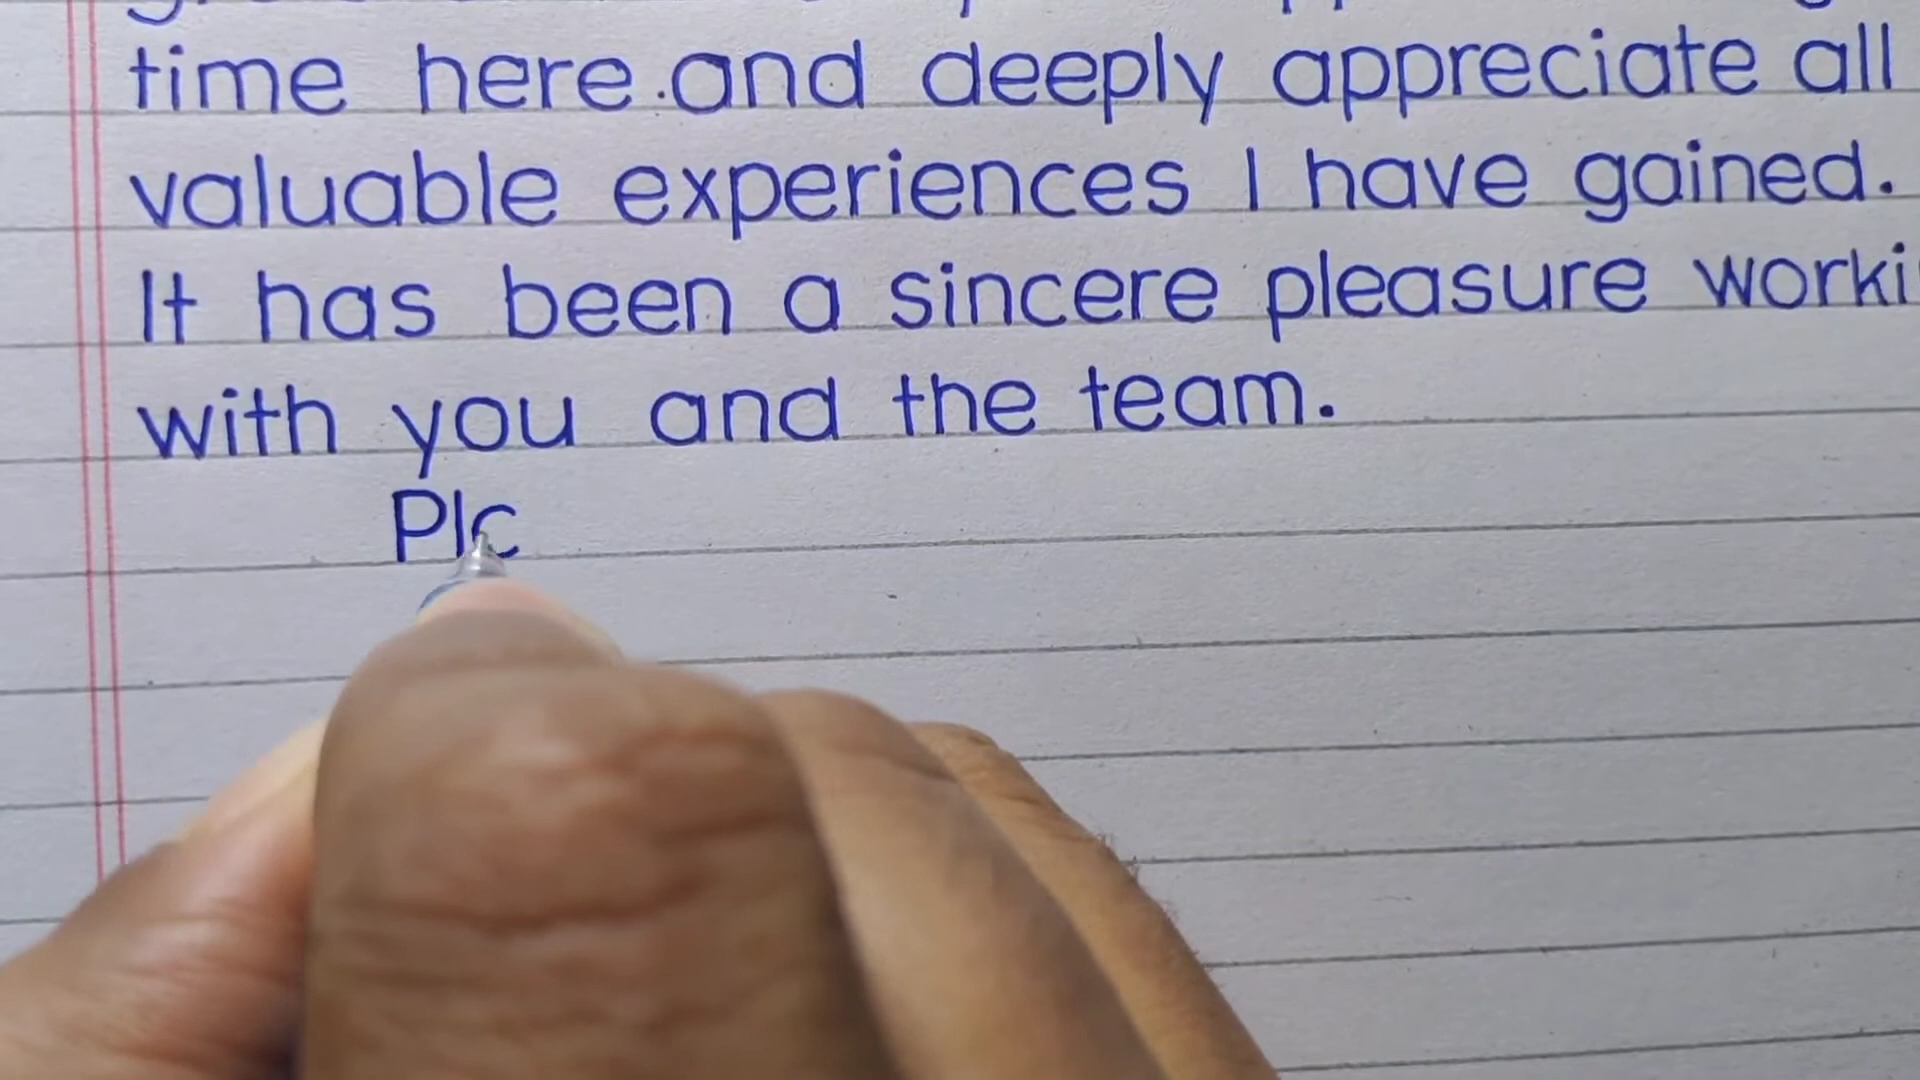 time here and deeply appreciate all
valuable experiences I have gained.
It has been a sincere pleasure worki
with you and the team.
Pl